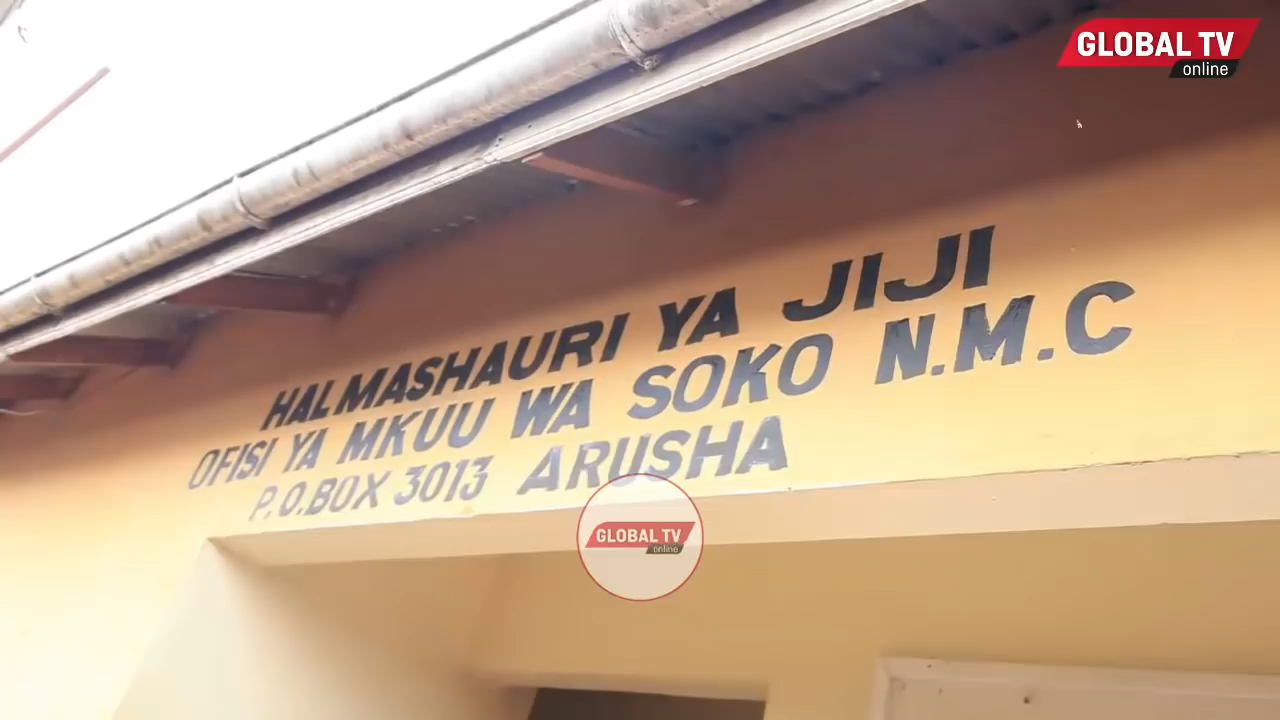 GLOBAL TV
online
HALMASHAURI YA JIJI
OFISI YA MKUU WA SOKO N.M.C
P.O.BOX 3013 ARUSHA
GLOBAL TV
online